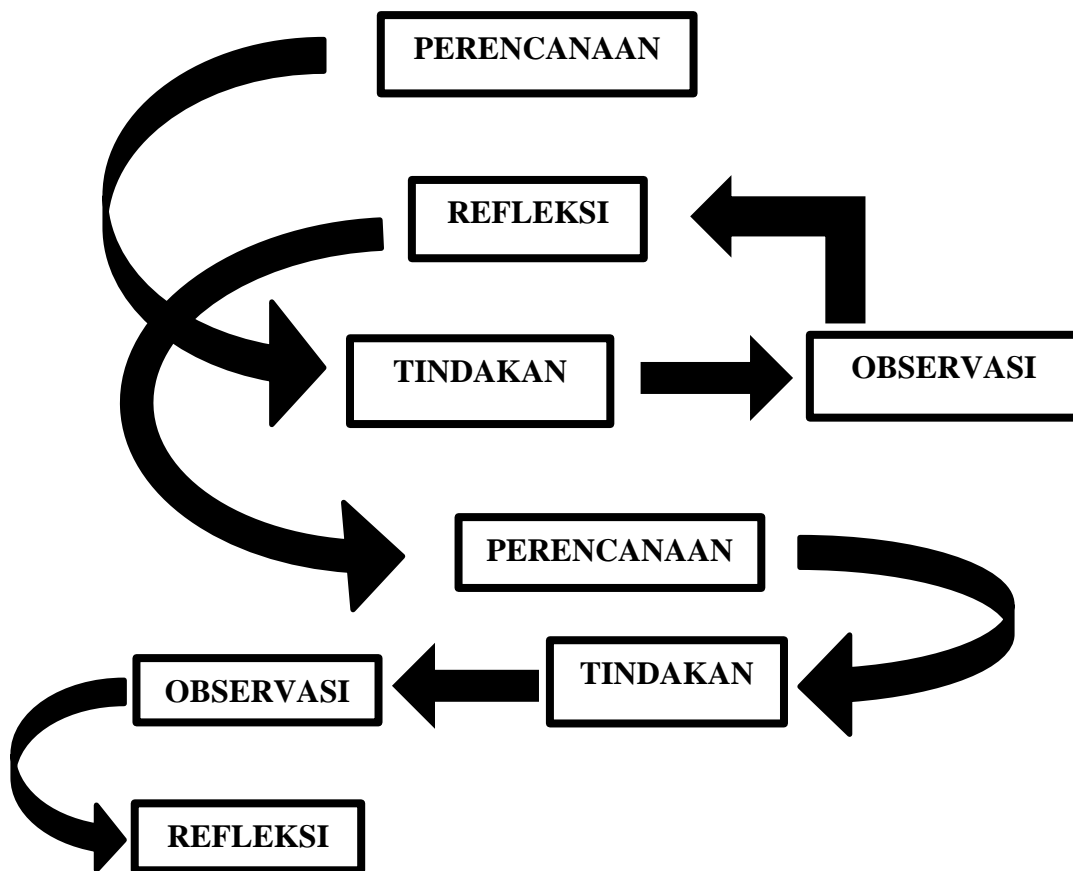 PERENCANAAN
REFLEKSI
TINDAKAN
OBSERVASI
PERENCANAAN
TINDAKAN
OBSERVASI
REFLEKSI